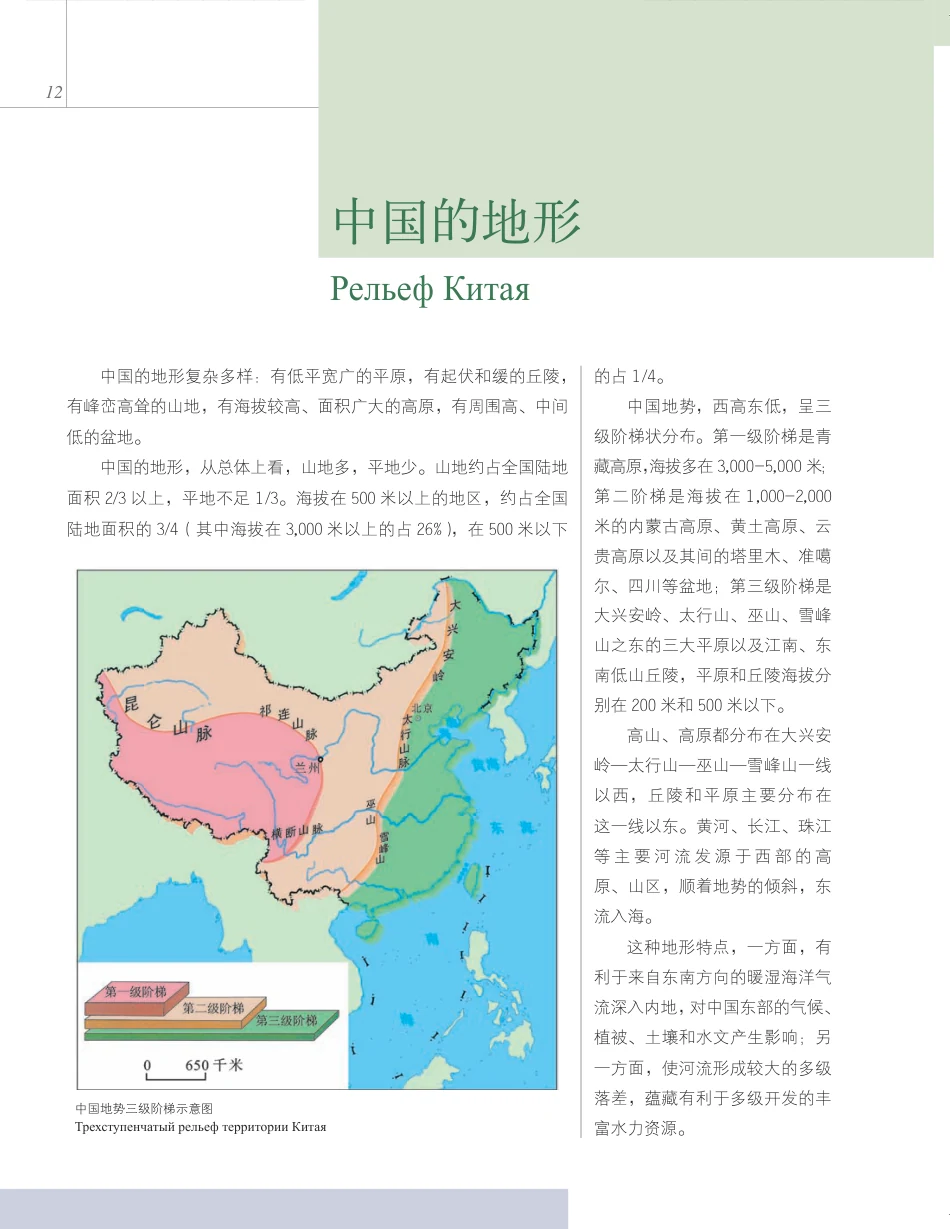 12
中国的地形
Рельеф Китая
中国的地形复杂多样：有低平宽广的平原，有起伏和缓的丘陵，
有峰峦高耸的山地，有海拔较高、面积广大的高原，有周围高、中间
低的盆地。
中国的地形，从总体上看，山地多，平地少。山地约占全国陆地
面积 2/3 以上，平地不足 1/3。海拔在 500 米以上的地区，约占全国
陆地面积的 3/4（其中海拔在 3,000 米以上的占 26%），在 500 米以下
的占 1/4。
中国地势，西高东低，呈三
级阶梯状分布。第一级阶梯是青
藏高原，海拔多在 3,000-5,000 米；
第二阶梯是海拔在 1,000-2,000
米的内蒙古高原、黄土高原、云
贵高原以及其间的塔里木、准噶
尔、四川等盆地；第三级阶梯是
大兴安岭、太行山、巫山、雪峰
山之东的三大平原以及江南、东
南低山丘陵，平原和丘陵海拔分
别在 200 米和 500 米以下。
高山、高原都分布在大兴安
岭—太行山—巫山—雪峰山一线
以西，丘陵和平原主要分布在
这一线以东。黄河、长江、珠江
等主要河流发源于西部的高
原、山区，顺着地势的倾斜，东
流入海。
这种地形特点，一方面，有
利于来自东南方向的暖湿海洋气
流深入内地，对中国东部的气候、
植被、土壤和水文产生影响；另
一方面，使河流形成较大的多级
落差，蕴藏有利于多级开发的丰
富水力资源。
大兴安岭
昆仑山脉
祁连山脉
北京
太行山脉
兰州
黄海
巫山
横断山脉
雪峰山
东海
南海
第一级阶梯
第二级阶梯
第三级阶梯
0 650 千米
中国地势三级阶梯示意图
Трехступенчатый рельеф территории Китая